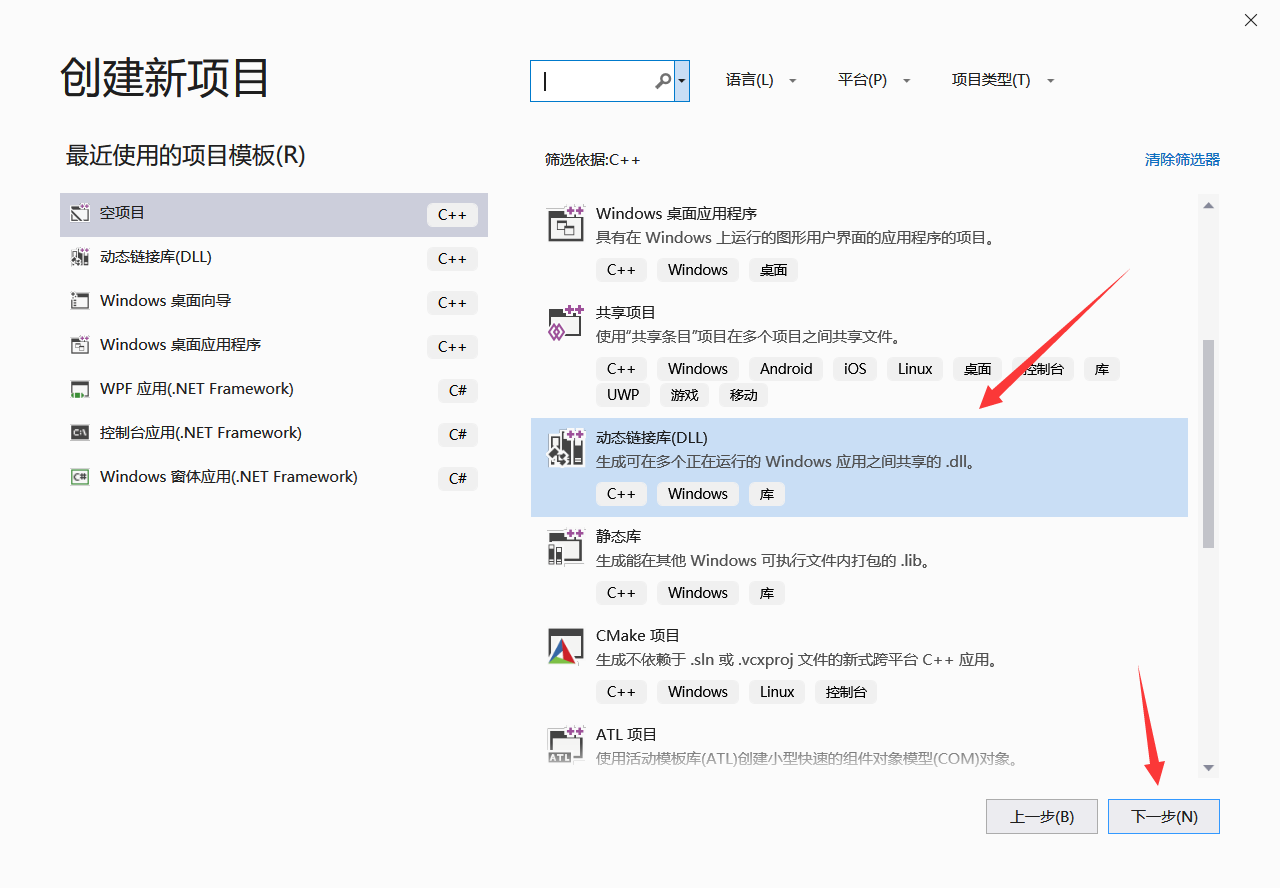 创建新项目
语言(L)
平台(P)
项目类型(T)
最近使用的项目模板(R)
空项目
C++
动态链接库(DLL)
C++
Windows 桌面向导
C++
Windows 桌面应用程序
C++
WPF 应用(.NET Framework)
C#
控制台应用(.NET Framework)
C#
Windows 窗体应用(.NET Framework)
C#
筛选依据:C++
清除筛选器
Windows 桌面应用程序
具有在 Windows 上运行的图形用户界面的应用程序的项目。
C++ Windows 桌面
共享项目
使用“共享条目”项目在多个项目之间共享文件。
C++ Windows Android iOS Linux 桌面 控制台 库
UWP 游戏 移动
动态链接库(DLL)
生成可在多个正在运行的 Windows 应用之间共享的 .dll。
C++ Windows 库
静态库
生成能在其他 Windows 可执行文件内打包的 .lib。
C++ Windows 库
CMake 项目
生成不依赖于 .sln 或 .vcxproj 文件的新式跨平台 C++ 应用。
C++ Windows Linux 控制台
ATL 项目
使用活动模板库(ATL)创建小型快速的组件对象模型(COM)对象。
上一步(B)
下一步(N)